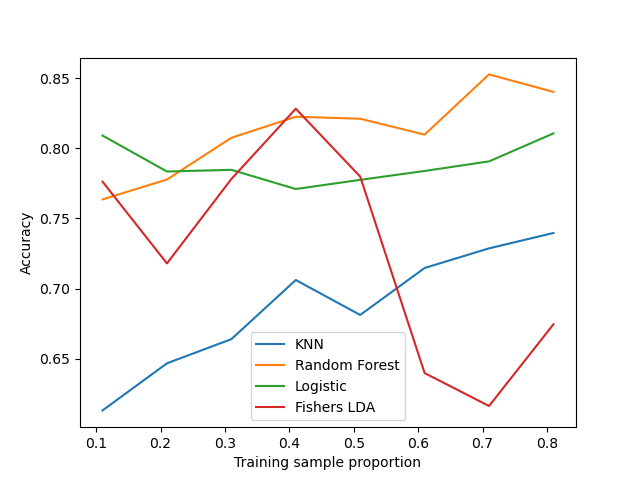 0.85
0.80
0.75
0.70
0.65
Accuracy
KNN
Random Forest
Logistic
Fishers LDA
0.1 0.2 0.3 0.4 0.5 0.6 0.7 0.8
Training sample proportion